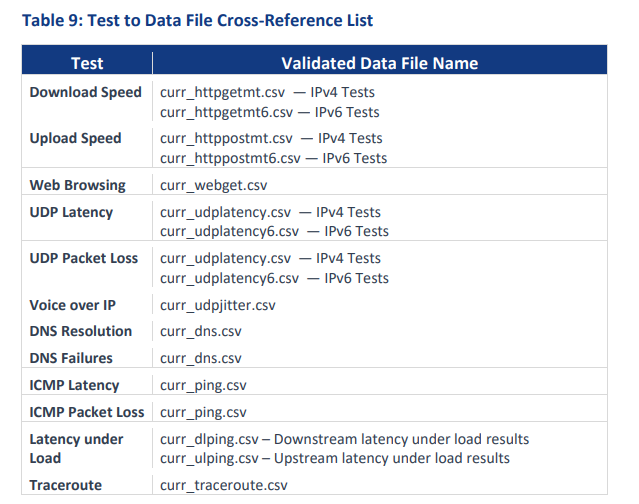 Table 9: Test to Data File Cross-Reference List
Test Validated Data File Name
Download Speed curr_httpgetmt.csv — IPv4 Tests
curr_httpgetmt6.csv — IPv6 Tests
Upload Speed curr_httppostmt.csv — IPv4 Tests
curr_httppostmt6.csv — IPv6 Tests
Web Browsing curr_webget.csv
UDP Latency curr_udplatency.csv — IPv4 Tests
curr_udplatency6.csv — IPv6 Tests
UDP Packet Loss curr_udplatency.csv — IPv4 Tests
curr_udplatency6.csv — IPv6 Tests
Voice over IP curr_udpjitter.csv
DNS Resolution curr_dns.csv
DNS Failures curr_dns.csv
ICMP Latency curr_ping.csv
ICMP Packet Loss curr_ping.csv
Latency under curr_dlping.csv – Downstream latency under load results
Load curr_ulping.csv – Upstream latency under load results
Traceroute curr_traceroute.csv